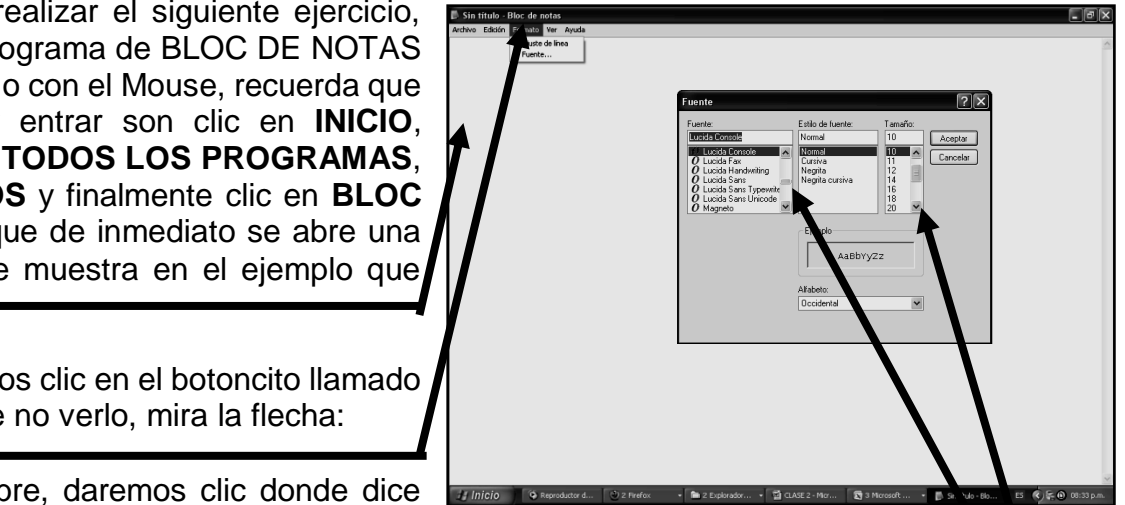 realizar el siguiente ejercicio,
ograma de BLOC DE NOTAS
o con el Mouse, recuerda que
entrar son clic en INICIO,
TODOS LOS PROGRAMAS,
OS y finalmente clic en BLOC
que de inmediato se abre una
e muestra en el ejemplo que
os clic en el botoncito llamado
e no verlo, mira la flecha:
ore, daremos clic donde dice
Sin título - Bloc de notas
Archivo Edición Formato Ver Ayuda
juste de línea
Fuente...
Fuente
Fuente: Estilo de fuente: Tamaño:
Lucida Console Normal 10 Aceptar
Lucida Console Normal 10 Cancelar
Lucida Fax Cursiva 11
Lucida Handwriting Negrita 12
Lucida Sans Negrita cursiva 14
Lucida Sans Typewrite 16
Lucida Sans Unicode 18
Magneto 20
Ejemplo
AaBbYyZz
Alfabeto:
Occidental
Inicio Reproductor d... 2 Firefox 2 Explorador... CLASE 2 - Micr... 3 Microsoft ... ulo - Blo... ES 08:33 p.m.